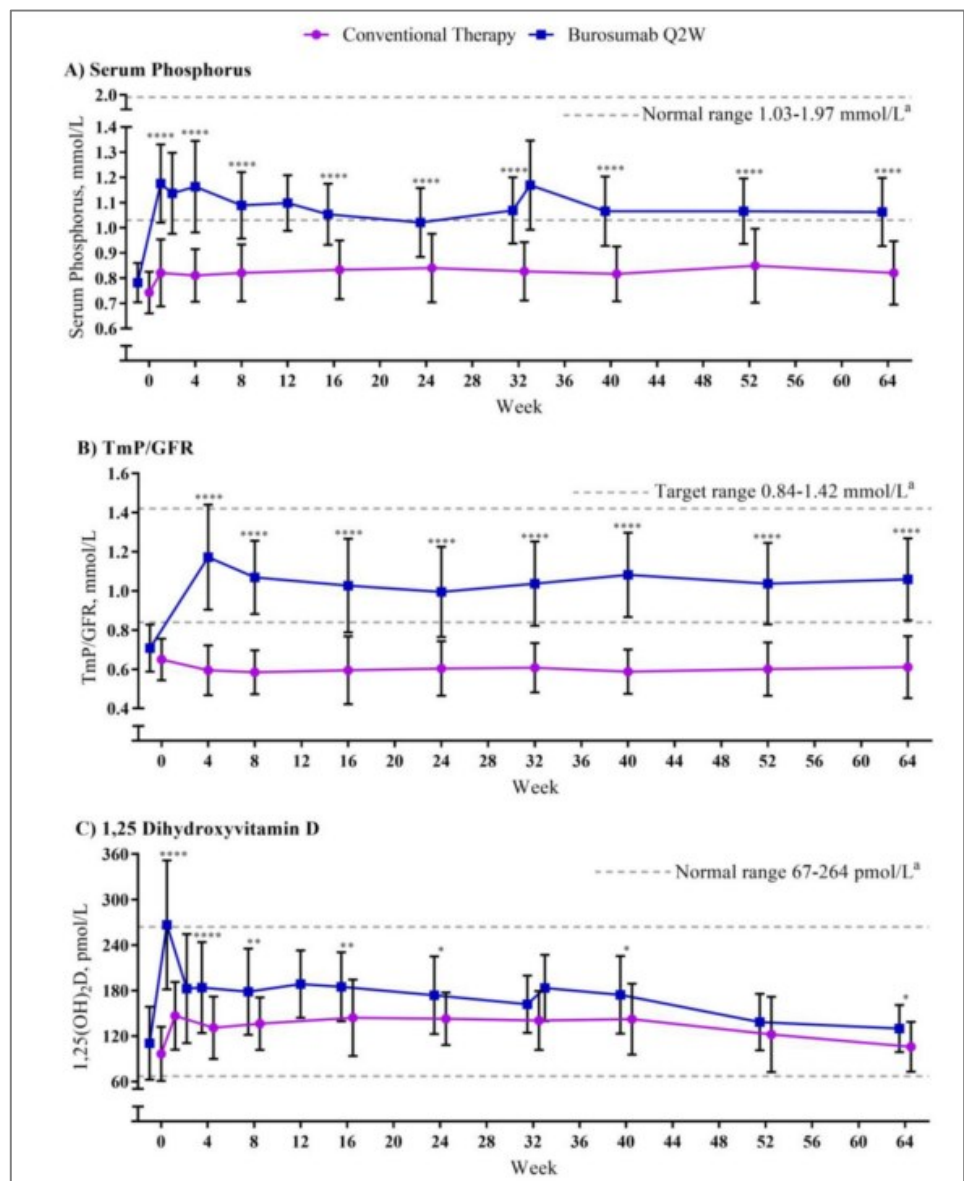 Conventional Therapy Burosumab Q2W
A) Serum Phosphorus
2.0
Normal range 1.03-1.97 mmol/Lᵃ
1.4
**** ****
1.3
**** **** **** **** **** **** ****
1.2
1.1
1.0
0.9
0.8
0.7
0.6
Serum Phosphorus, mmol/L
0 4 8 12 16 20 24 28 32 36 40 44 48 52 56 60 64
Week
B) TmP/GFR
1.6
Target range 0.84-1.42 mmol/Lᵃ
****
1.4
**** **** **** **** **** **** ****
1.2
1.0
0.8
0.6
0.4
TmP/GFR, mmol/L
0 4 8 12 16 20 24 28 32 36 40 44 48 52 56 60 64
Week
C) 1,25 Dihydroxyvitamin D
360
****
Normal range 67-264 pmol/Lᵃ
300
240
**** ** ** * * *
180
120
60
1,25(OH)₂D, pmol/L
0 4 8 12 16 20 24 28 32 36 40 44 48 52 56 60 64
Week